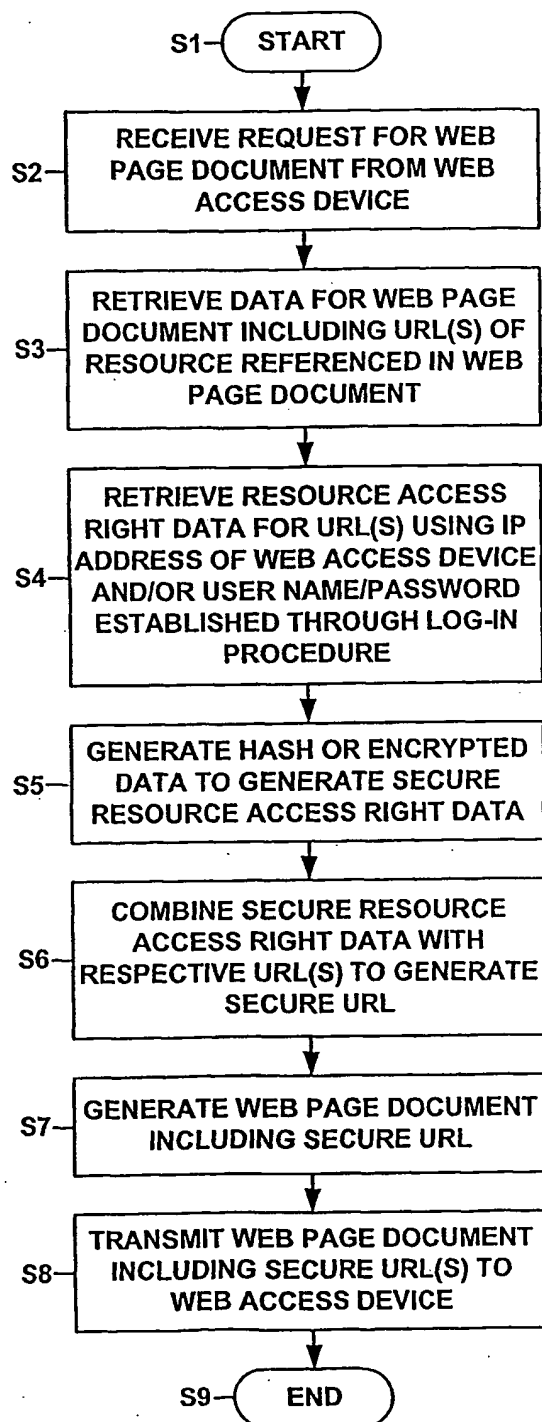 S1
START
S2
RECEIVE REQUEST FOR WEB
PAGE DOCUMENT FROM WEB
ACCESS DEVICE
S3
RETRIEVE DATA FOR WEB PAGE
DOCUMENT INCLUDING URL(S) OF
RESOURCE REFERENCED IN WEB
PAGE DOCUMENT
S4
RETRIEVE RESOURCE ACCESS
RIGHT DATA FOR URL(S) USING IP
ADDRESS OF WEB ACCESS DEVICE
AND/OR USER NAME/PASSWORD
ESTABLISHED THROUGH LOG-IN
PROCEDURE
S5
GENERATE HASH OR ENCRYPTED
DATA TO GENERATE SECURE
RESOURCE ACCESS RIGHT DATA
S6
COMBINE SECURE RESOURCE
ACCESS RIGHT DATA WITH
RESPECTIVE URL(S) TO GENERATE
SECURE URL
S7
GENERATE WEB PAGE DOCUMENT
INCLUDING SECURE URL
S8
TRANSMIT WEB PAGE DOCUMENT
INCLUDING SECURE URL(S) TO
WEB ACCESS DEVICE
S9
END